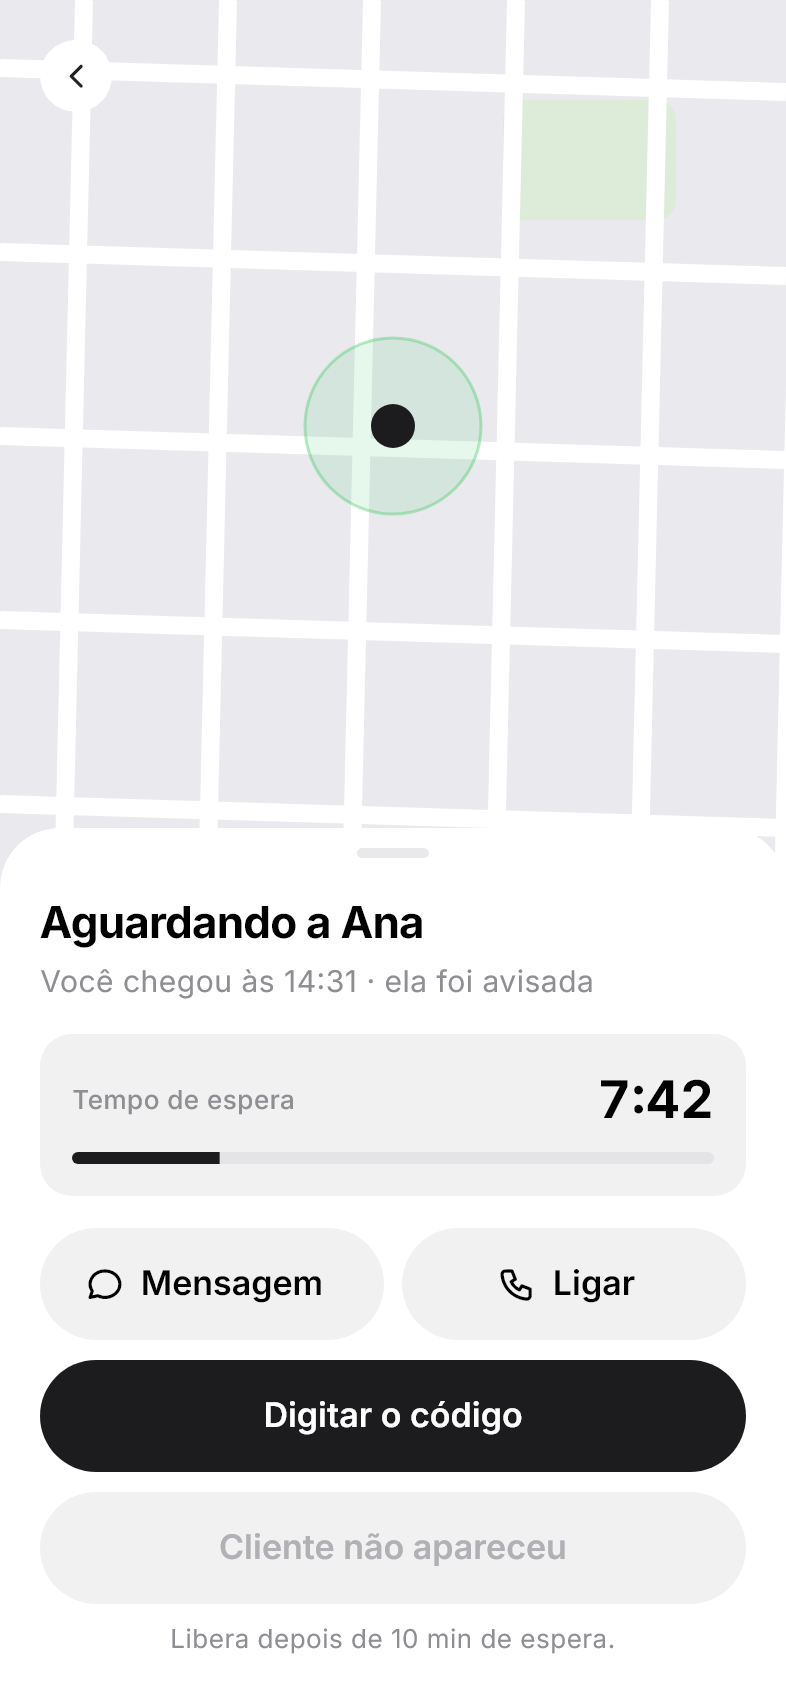 Aguardando a Ana
Você chegou às 14:31 · ela foi avisada
Tempo de espera
7:42
Mensagem
Ligar
Digitar o código
Cliente não apareceu
Libera depois de 10 min de espera.